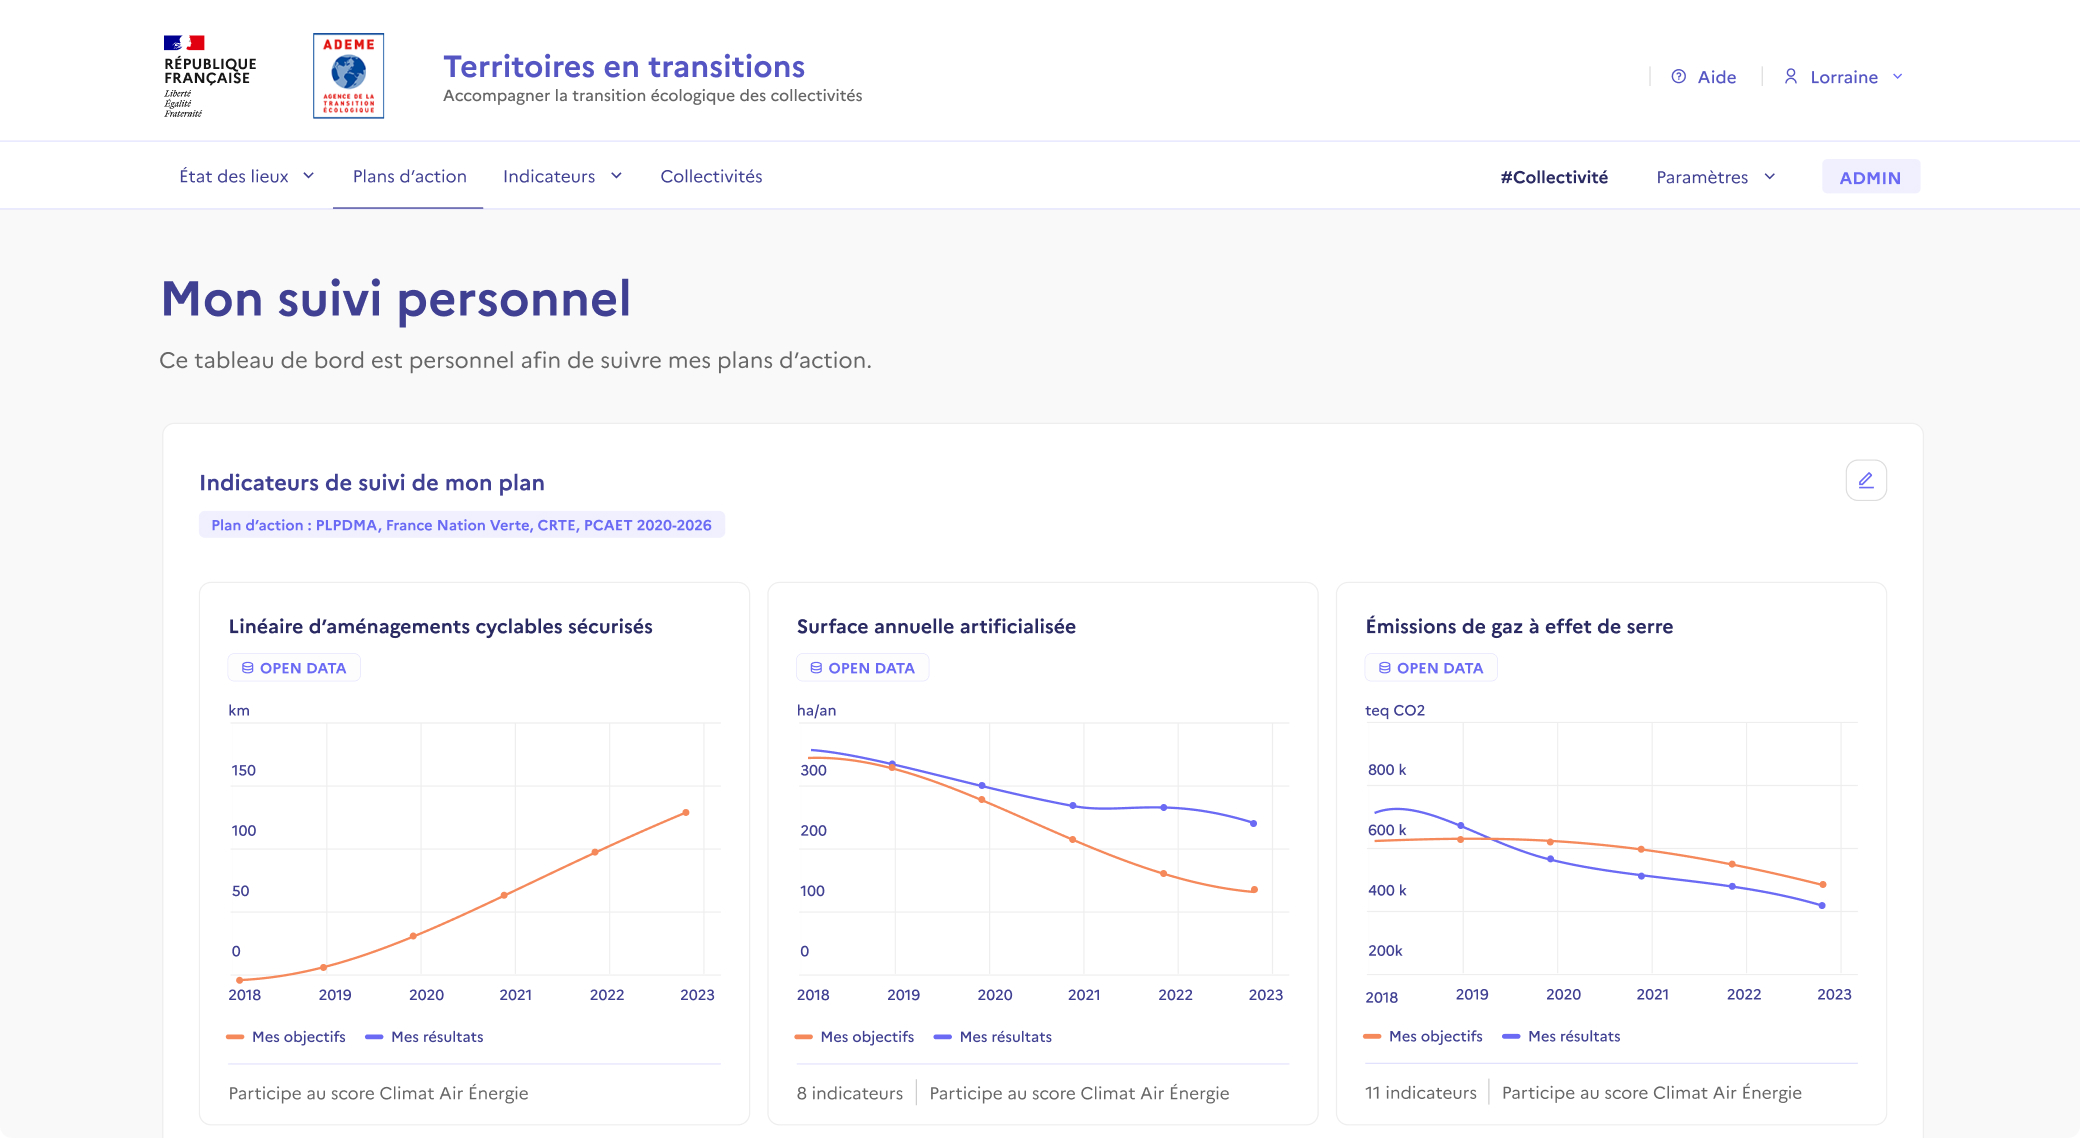 RÉPUBLIQUE
FRANÇAISE
Liberté
Égalité
Fraternité
ADEME
AGENCE DE LA
TRANSITION
ÉCOLOGIQUE
Territoires en transitions
Accompagner la transition écologique des collectivités
Aide
Lorraine
État des lieux
Plans d’action
Indicateurs
Collectivités
#Collectivité
Paramètres
ADMIN
Mon suivi personnel
Ce tableau de bord est personnel afin de suivre mes plans d’action.
Indicateurs de suivi de mon plan
Plan d’action : PLPDMA, France Nation Verte, CRTE, PCAET 2020-2026
Linéaire d’aménagements cyclables sécurisés
OPEN DATA
km
150
100
50
0
2018 2019 2020 2021 2022 2023
Mes objectifs Mes résultats
Participe au score Climat Air Énergie
Surface annuelle artificialisée
OPEN DATA
ha/an
300
200
100
0
2018 2019 2020 2021 2022 2023
Mes objectifs Mes résultats
8 indicateurs Participe au score Climat Air Énergie
Émissions de gaz à effet de serre
OPEN DATA
teq CO2
800 k
600 k
400 k
200k
2018 2019 2020 2021 2022 2023
Mes objectifs Mes résultats
11 indicateurs Participe au score Climat Air Énergie